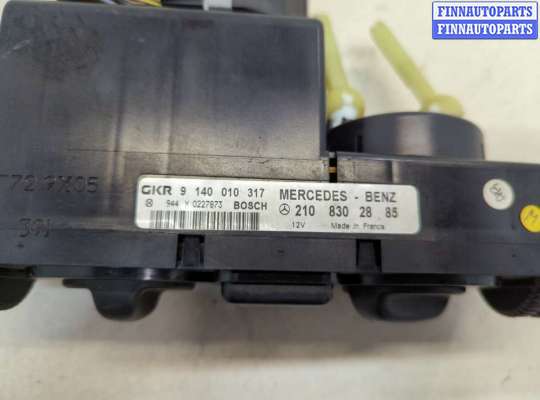 FINNAUTOPARTS
FINNAUTOPARTS
GKR 9 140 010 317 MERCEDES - BENZ
944 X 0227873 BOSCH 210 830 28 85
12V Made in France
M